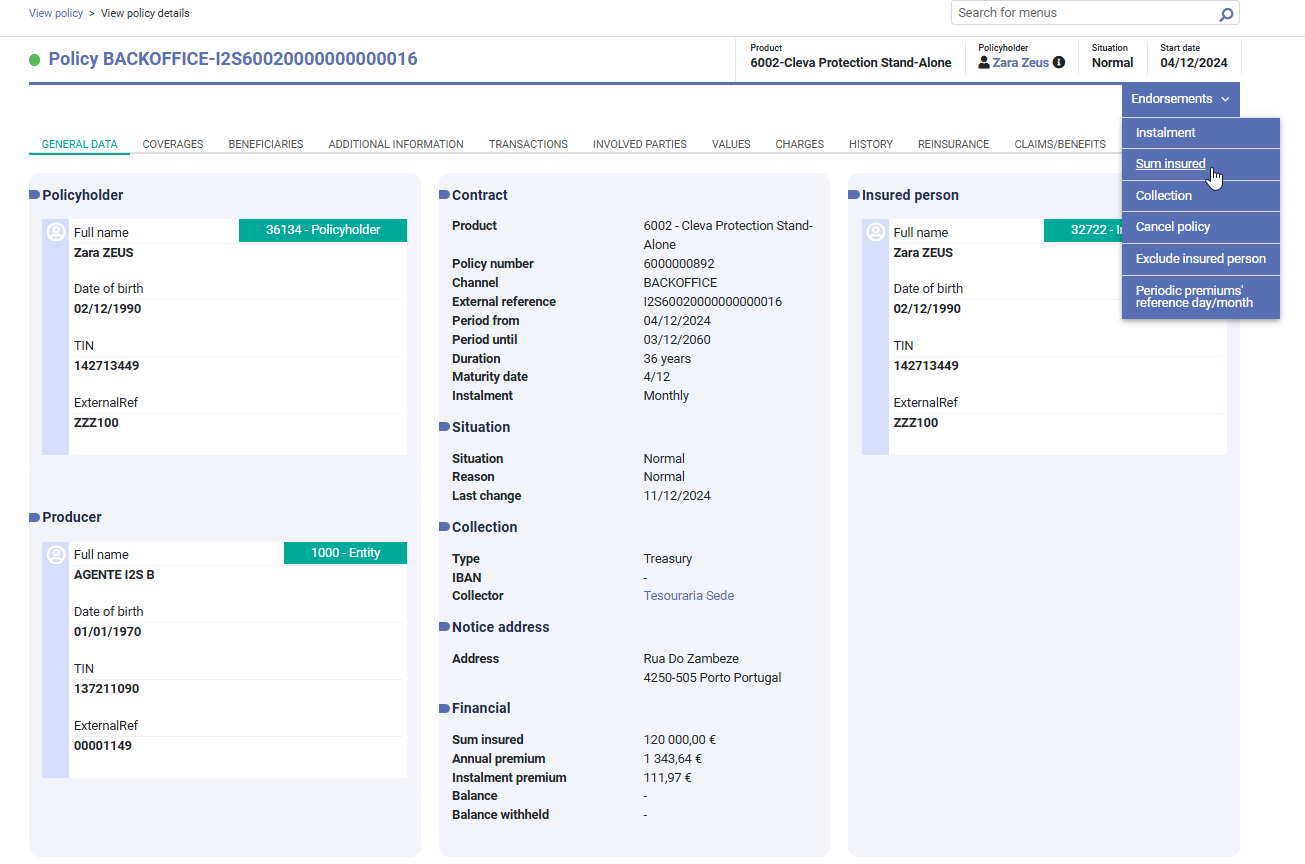 View policy > View policy details
Search for menus
Policy BACKOFFICE-I2S60020000000000016
Product
6002-Cleva Protection Stand-Alone
Policyholder
Zara Zeus
Situation
Normal
Start date
04/12/2024
Endorsements
Instalment
Sum insured
Collection
Cancel policy
Exclude insured person
Periodic premiums'
reference day/month
GENERAL DATA COVERAGES BENEFICIARIES ADDITIONAL INFORMATION TRANSACTIONS INVOLVED PARTIES VALUES CHARGES HISTORY REINSURANCE CLAIMS/BENEFITS
Policyholder
Full name
36134 - Policyholder
Zara ZEUS
Date of birth
02/12/1990
TIN
142713449
ExternalRef
ZZZ100
Producer
Full name
1000 - Entity
AGENTE I2S B
Date of birth
01/01/1970
TIN
137211090
ExternalRef
00001149
Contract
Product 6002 - Cleva Protection Stand-
Alone
Policy number 6000000892
Channel BACKOFFICE
External reference I2S60020000000000016
Period from 04/12/2024
Period until 03/12/2060
Duration 36 years
Maturity date 4/12
Instalment Monthly
Situation
Situation Normal
Reason Normal
Last change 11/12/2024
Collection
Type Treasury
IBAN -
Collector Tesouraria Sede
Notice address
Address Rua Do Zambeze
4250-505 Porto Portugal
Financial
Sum insured 120 000,00 €
Annual premium 1 343,64 €
Instalment premium 111,97 €
Balance -
Balance withheld -
Insured person
Full name
32722 -
Zara ZEUS
Date of birth
02/12/1990
TIN
142713449
ExternalRef
ZZZ100